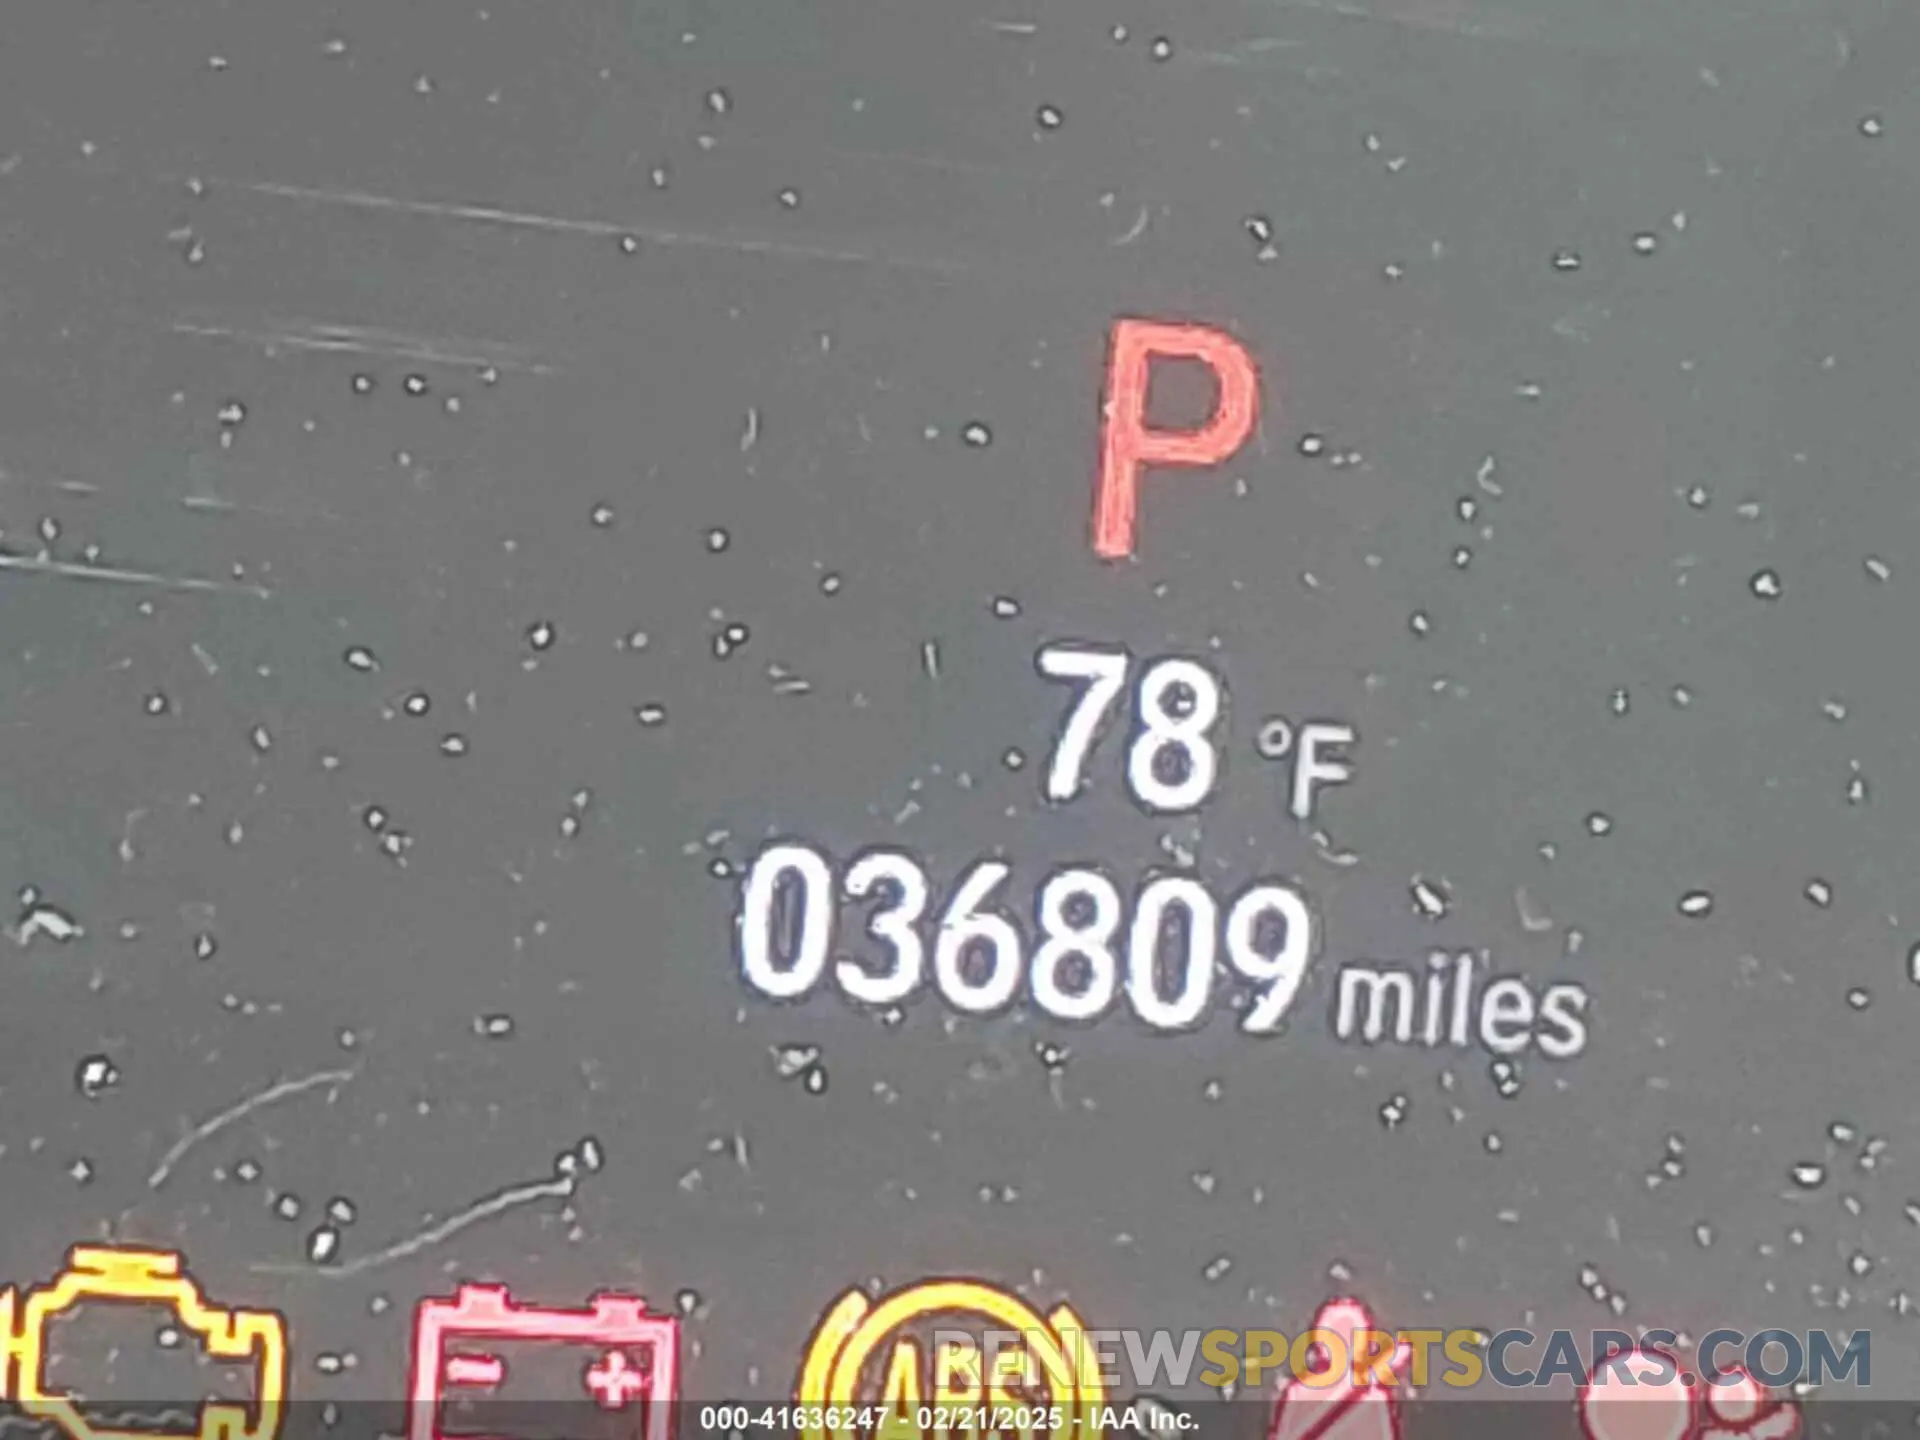 P
78 °F
036809 miles
ABS
RENEWSPORTSCARS.COM
000-41636247 - 02/21/2025 - IAA Inc.